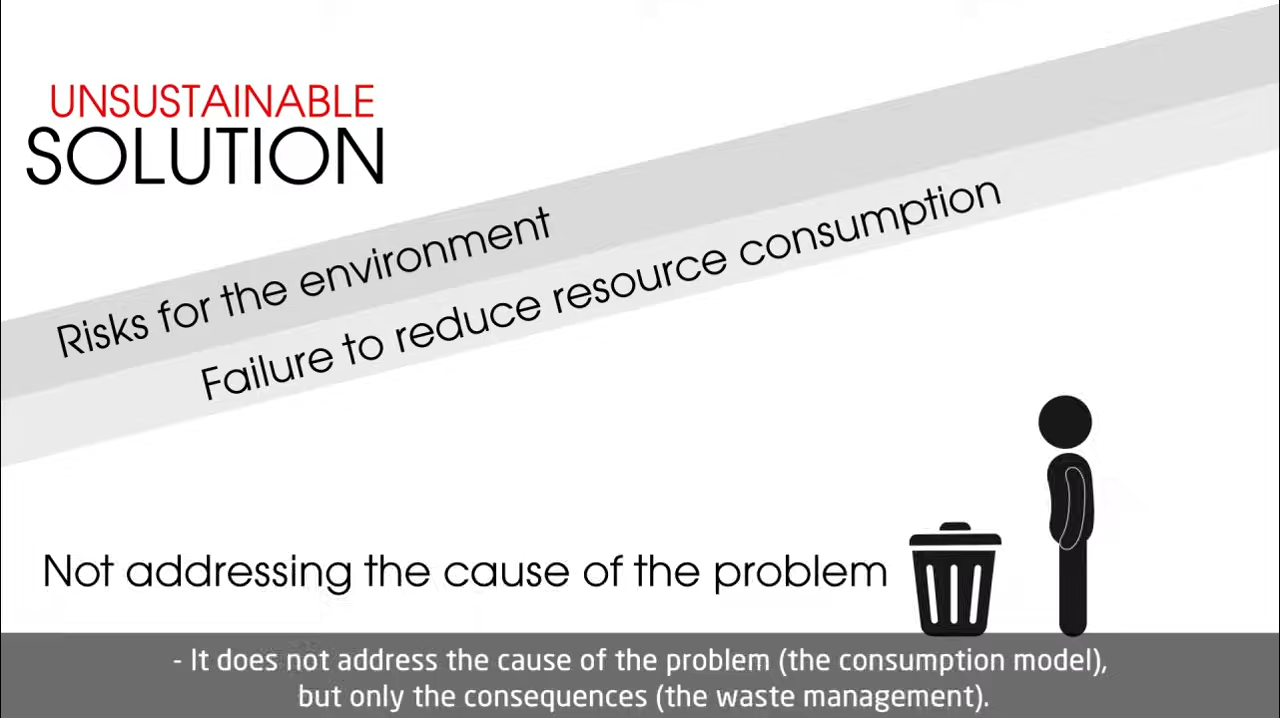 UNSUSTAINABLE
SOLUTION
Risks for the environment
Failure to reduce resource consumption
Not addressing the cause of the problem
- It does not address the cause of the problem (the consumption model),
but only the consequences (the waste management).